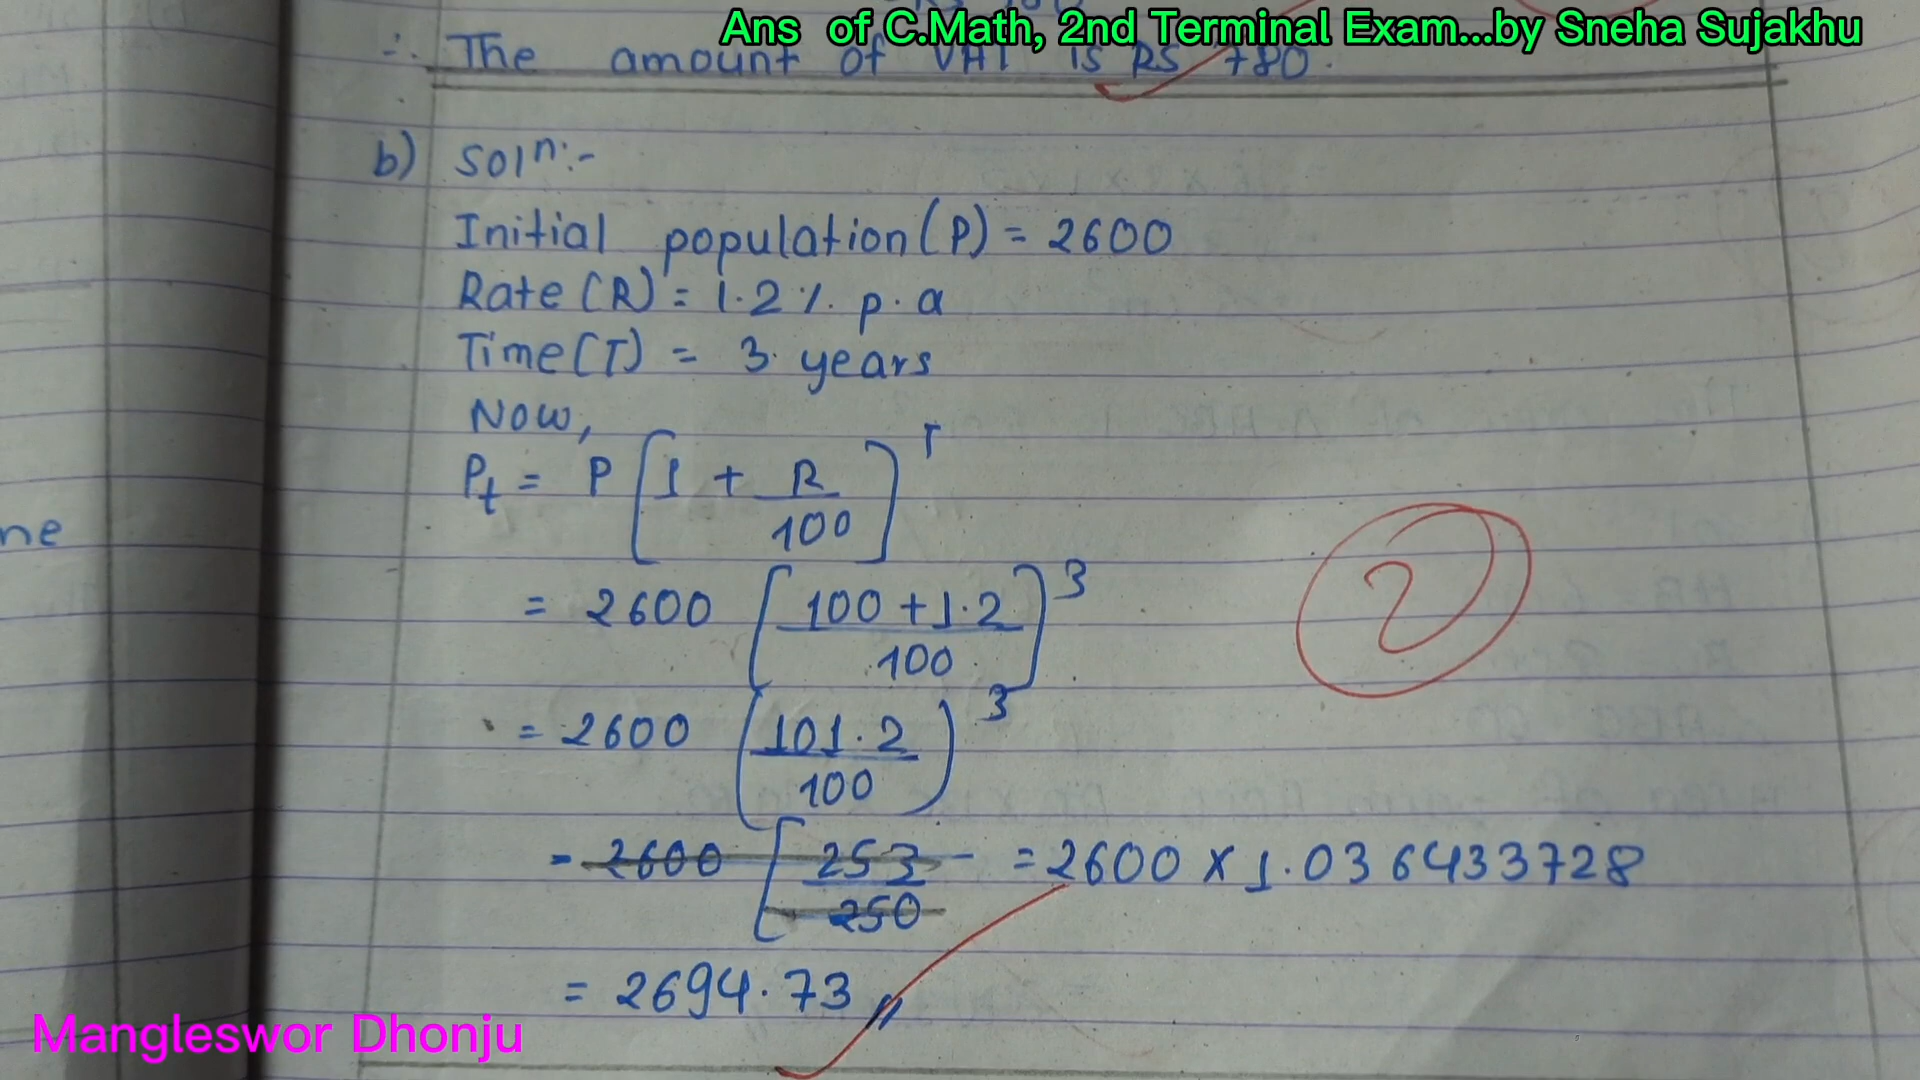 Ans of C.Math, 2nd Terminal Exam...by Sneha Sujakhu
∴ The amount of VAT is RS 780.
b) Solⁿ:-
Initial population(P) = 2600
Rate (R) = 1.2 %. p.a
Time(T) = 3 years
Now,
Pt = P [1 + R/100]^T
ne
= 2600 [100 + 1.2/100]^3
2
= 2600 (101.2/100)^3
= 2600 [253/250 = 2600 × 1.036433728
= 2694.73 〃
Mangleswor Dhonju